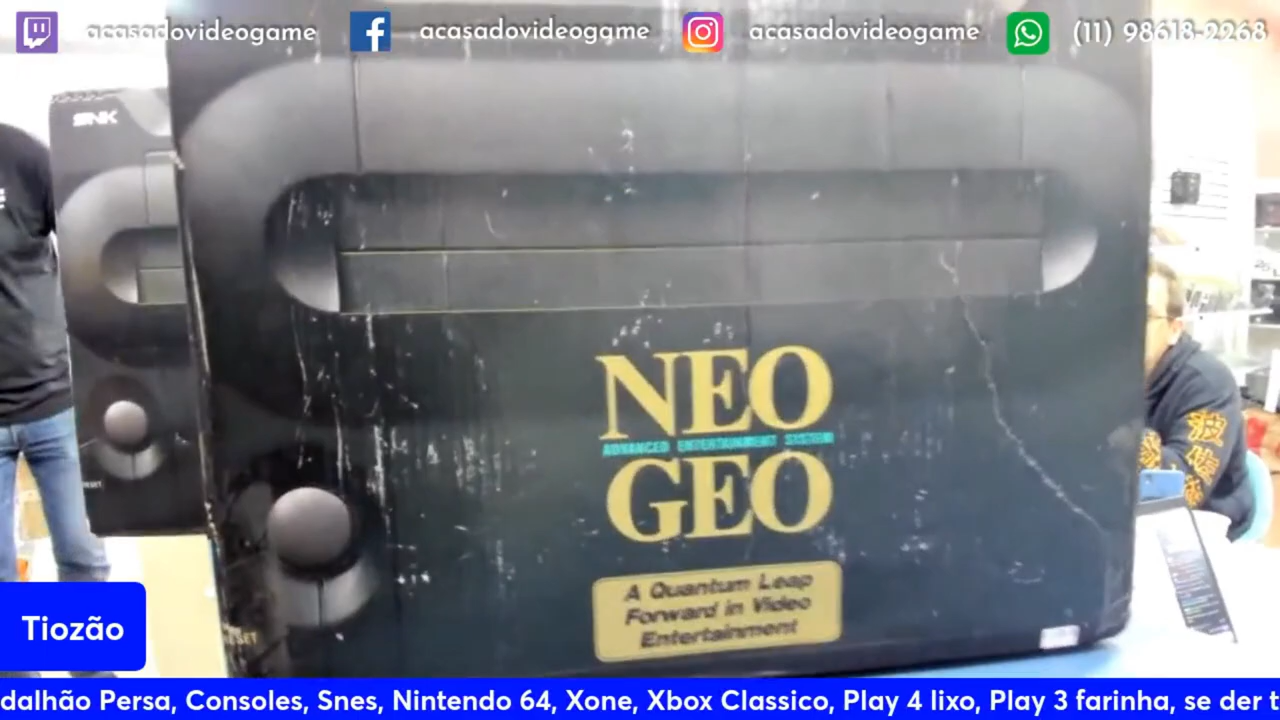 acasadovideogame
acasadovideogame
acasadovideogame
(11) 98618-2268
SNK
NEO
ADVANCED ENTERTAINMENT SYSTEM
GEO
A Quantum Leap
Forward in Video
Entertainment
Tiozão
dalhão Persa, Consoles, Snes, Nintendo 64, Xone, Xbox Classico, Play 4 lixo, Play 3 farinha, se der t